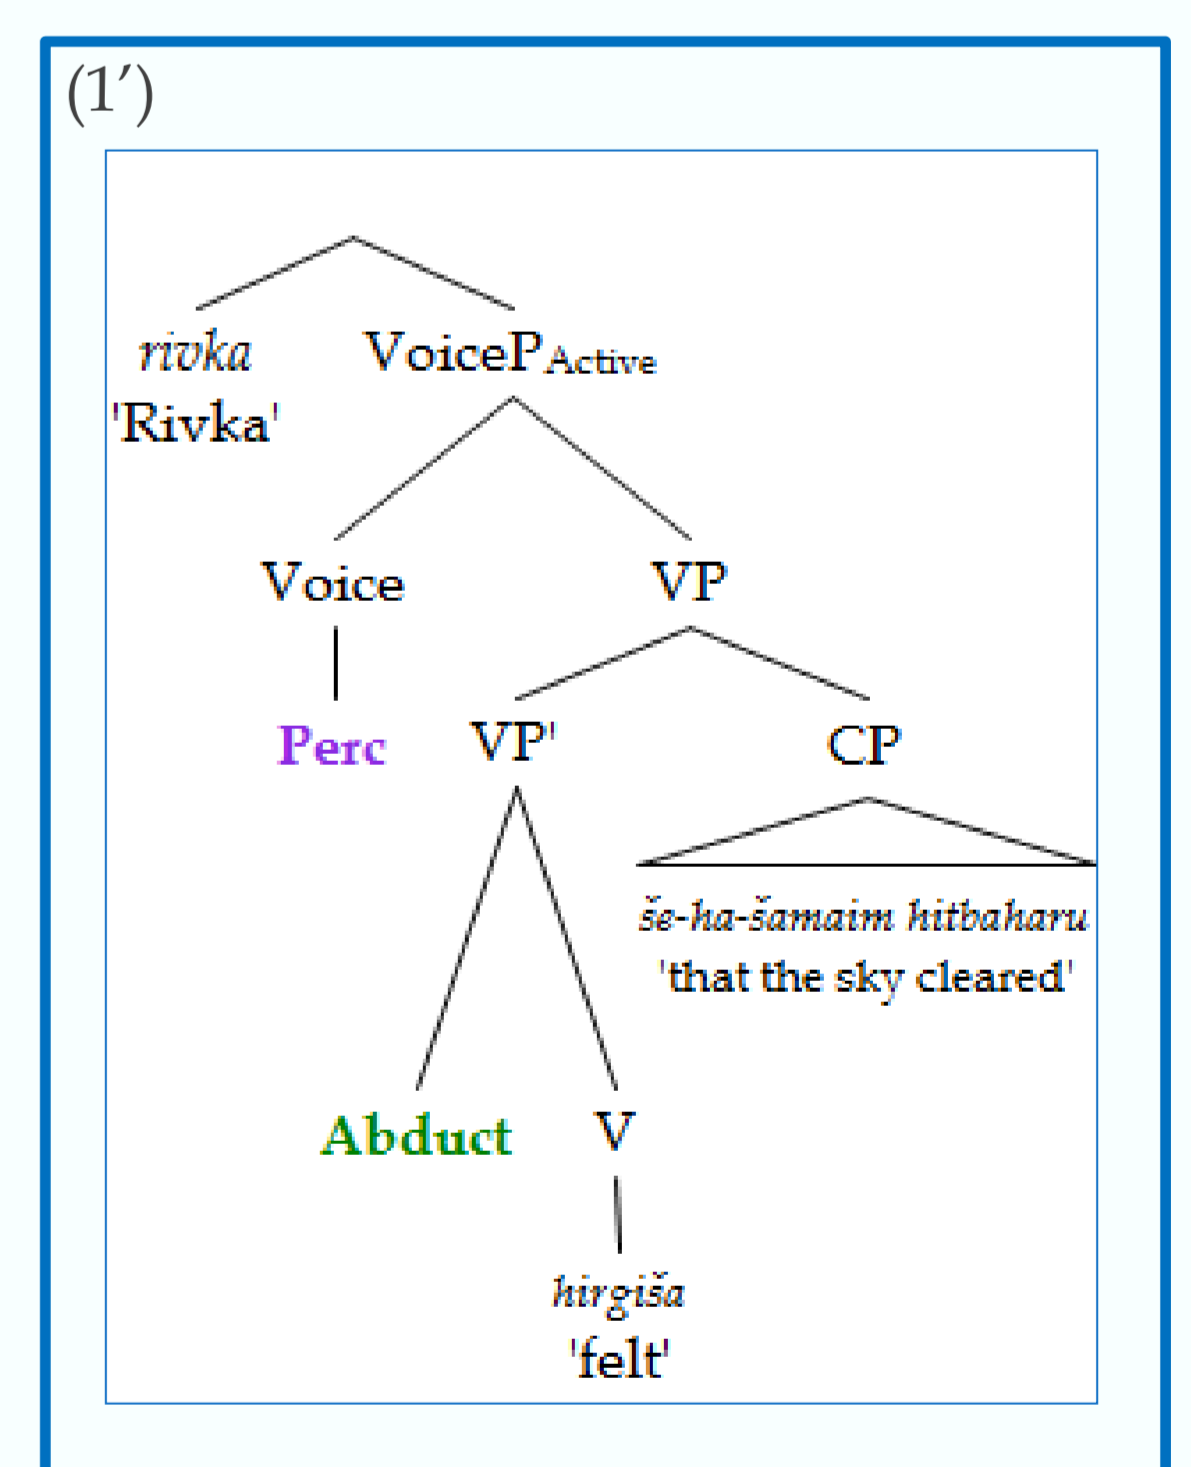 (1′)
rivka VoicePActive
'Rivka'
Voice VP
Perc VP' CP
še-ha-šamaim hitbaharu
'that the sky cleared'
Abduct V
hirgiša
'felt'